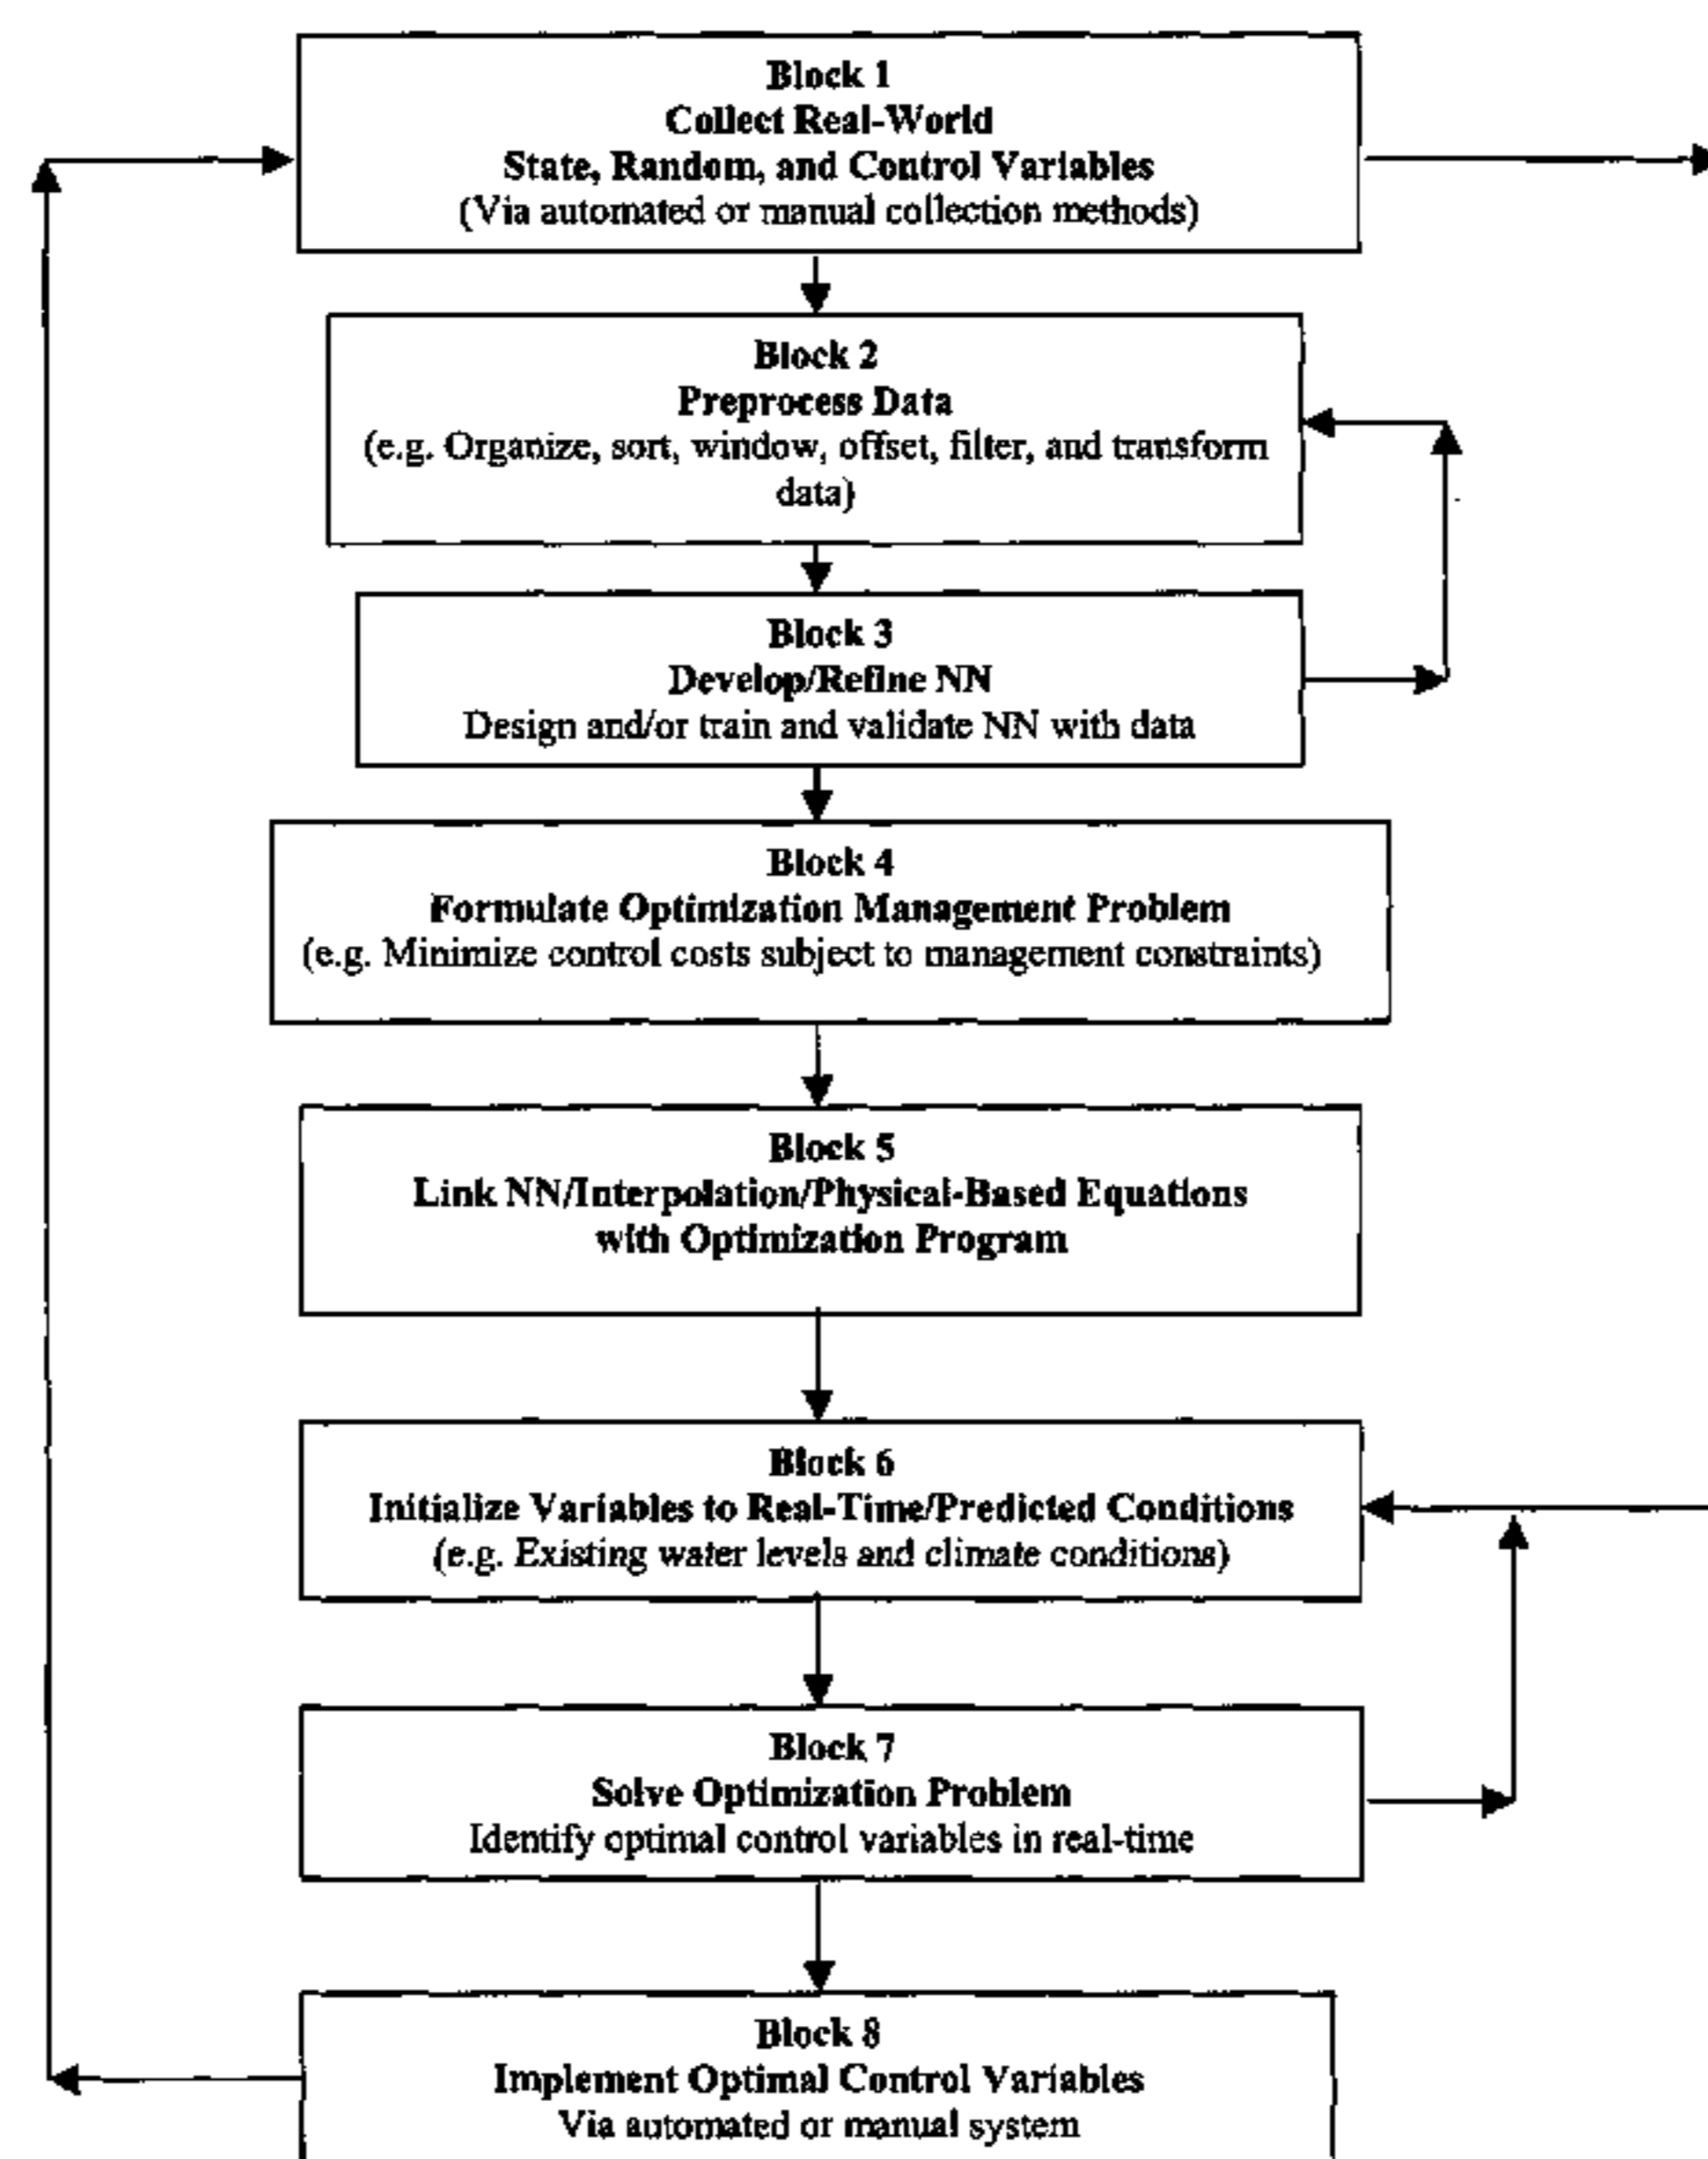 Block 1
Collect Real-World
State, Random, and Control Variables
(Via automated or manual collection methods)
Block 2
Preprocess Data
(e.g. Organize, sort, window, offset, filter, and transform
data)
Block 3
Develop/Refine NN
Design and/or train and validate NN with data
Block 4
Formulate Optimization Management Problem
(e.g. Minimize control costs subject to management constraints)
Block 5
Link NN/Interpolation/Physical-Based Equations
with Optimization Program
Block 6
Initialize Variables to Real-Time/Predicted Conditions
(e.g. Existing water levels and climate conditions)
Block 7
Solve Optimization Problem
Identify optimal control variables in real-time
Block 8
Implement Optimal Control Variables
Via automated or manual system